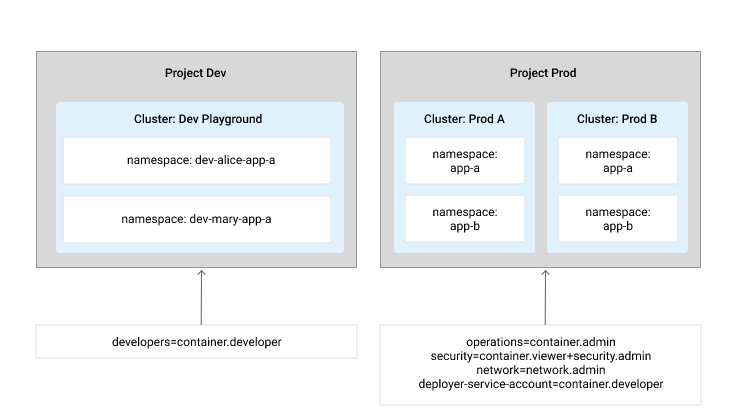 Project Dev
Cluster: Dev Playground
namespace: dev-alice-app-a
namespace: dev-mary-app-a
developers=container.developer
Project Prod
Cluster: Prod A
namespace:
app-a
namespace:
app-b
Cluster: Prod B
namespace:
app-a
namespace:
app-b
operations=container.admin
security=container.viewer+security.admin
network=network.admin
deployer-service-account=container.developer